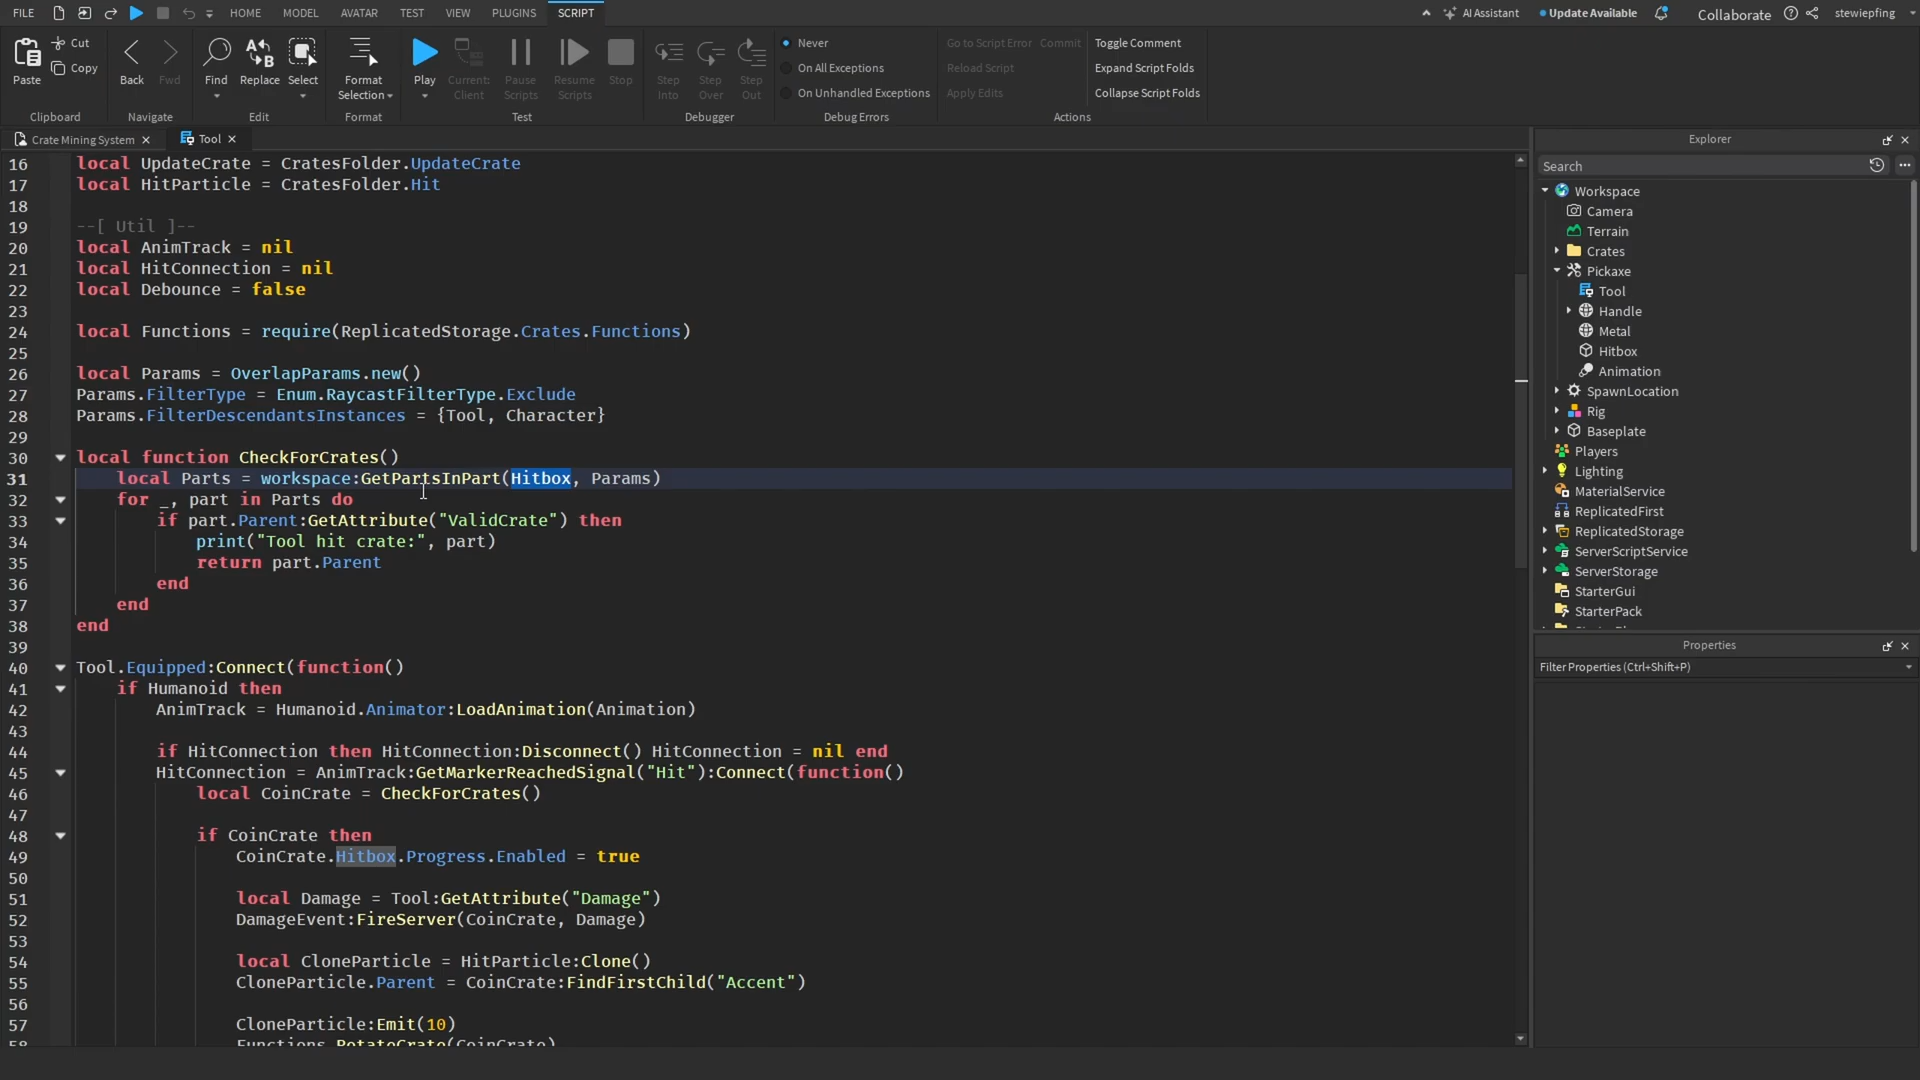 FILE HOME MODEL AVATAR TEST VIEW PLUGINS SCRIPT AI Assistant Update Available Collaborate stewiepfing
Paste Cut Copy Back Fwd Find Replace Select Format Selection Play Current: Client Pause Scripts Resume Scripts Stop Step Into Step Over Step Out
Never Go to Script Error Commit Toggle Comment
On All Exceptions Reload Script Expand Script Folds
On Unhandled Exceptions Apply Edits Collapse Script Folds
Clipboard Navigate Edit Format Test Debugger Debug Errors Actions
Crate Mining System Tool
16 local UpdateCrate = CratesFolder.UpdateCrate
17 local HitParticle = CratesFolder.Hit
18
19 --[ Util ]--
20 local AnimTrack = nil
21 local HitConnection = nil
22 local Debounce = false
23
24 local Functions = require(ReplicatedStorage.Crates.Functions)
25
26 local Params = OverlapParams.new()
27 Params.FilterType = Enum.RaycastFilterType.Exclude
28 Params.FilterDescendantsInstances = {Tool, Character}
29
30 local function CheckForCrates()
31 local Parts = workspace:GetPartsInPart(Hitbox, Params)
32 for _, part in Parts do
33 if part.Parent:GetAttribute("ValidCrate") then
34 print("Tool hit crate:", part)
35 return part.Parent
36 end
37 end
38 end
39
40 Tool.Equipped:Connect(function()
41 if Humanoid then
42 AnimTrack = Humanoid.Animator:LoadAnimation(Animation)
43
44 if HitConnection then HitConnection:Disconnect() HitConnection = nil end
45 HitConnection = AnimTrack:GetMarkerReachedSignal("Hit"):Connect(function()
46 local CoinCrate = CheckForCrates()
47
48 if CoinCrate then
49 CoinCrate.Hitbox.Progress.Enabled = true
50
51 local Damage = Tool:GetAttribute("Damage")
52 DamageEvent:FireServer(CoinCrate, Damage)
53
54 local CloneParticle = HitParticle:Clone()
55 CloneParticle.Parent = CoinCrate:FindFirstChild("Accent")
56
57 CloneParticle:Emit(10)
58 Functions.RotateCrate(CoinCrate)
Explorer
Search
Workspace
Camera
Terrain
Crates
Pickaxe
Tool
Handle
Metal
Hitbox
Animation
SpawnLocation
Rig
Baseplate
Players
Lighting
MaterialService
ReplicatedFirst
ReplicatedStorage
ServerScriptService
ServerStorage
StarterGui
StarterPack
Properties
Filter Properties (Ctrl+Shift+P)